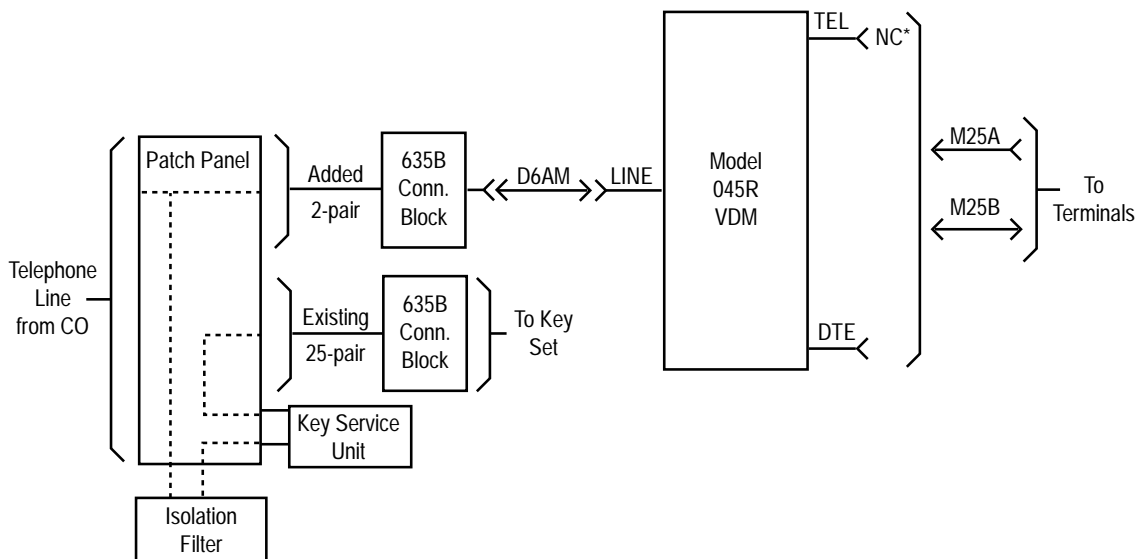 TEL
NC*
Patch Panel
Added
2-pair
635B
Conn.
Block
D6AM
LINE
Model
045R
VDM
M25A
M25B
To
Terminals
Telephone
Line
from CO
Existing
25-pair
635B
Conn.
Block
To Key
Set
DTE
Key Service
Unit
Isolation
Filter